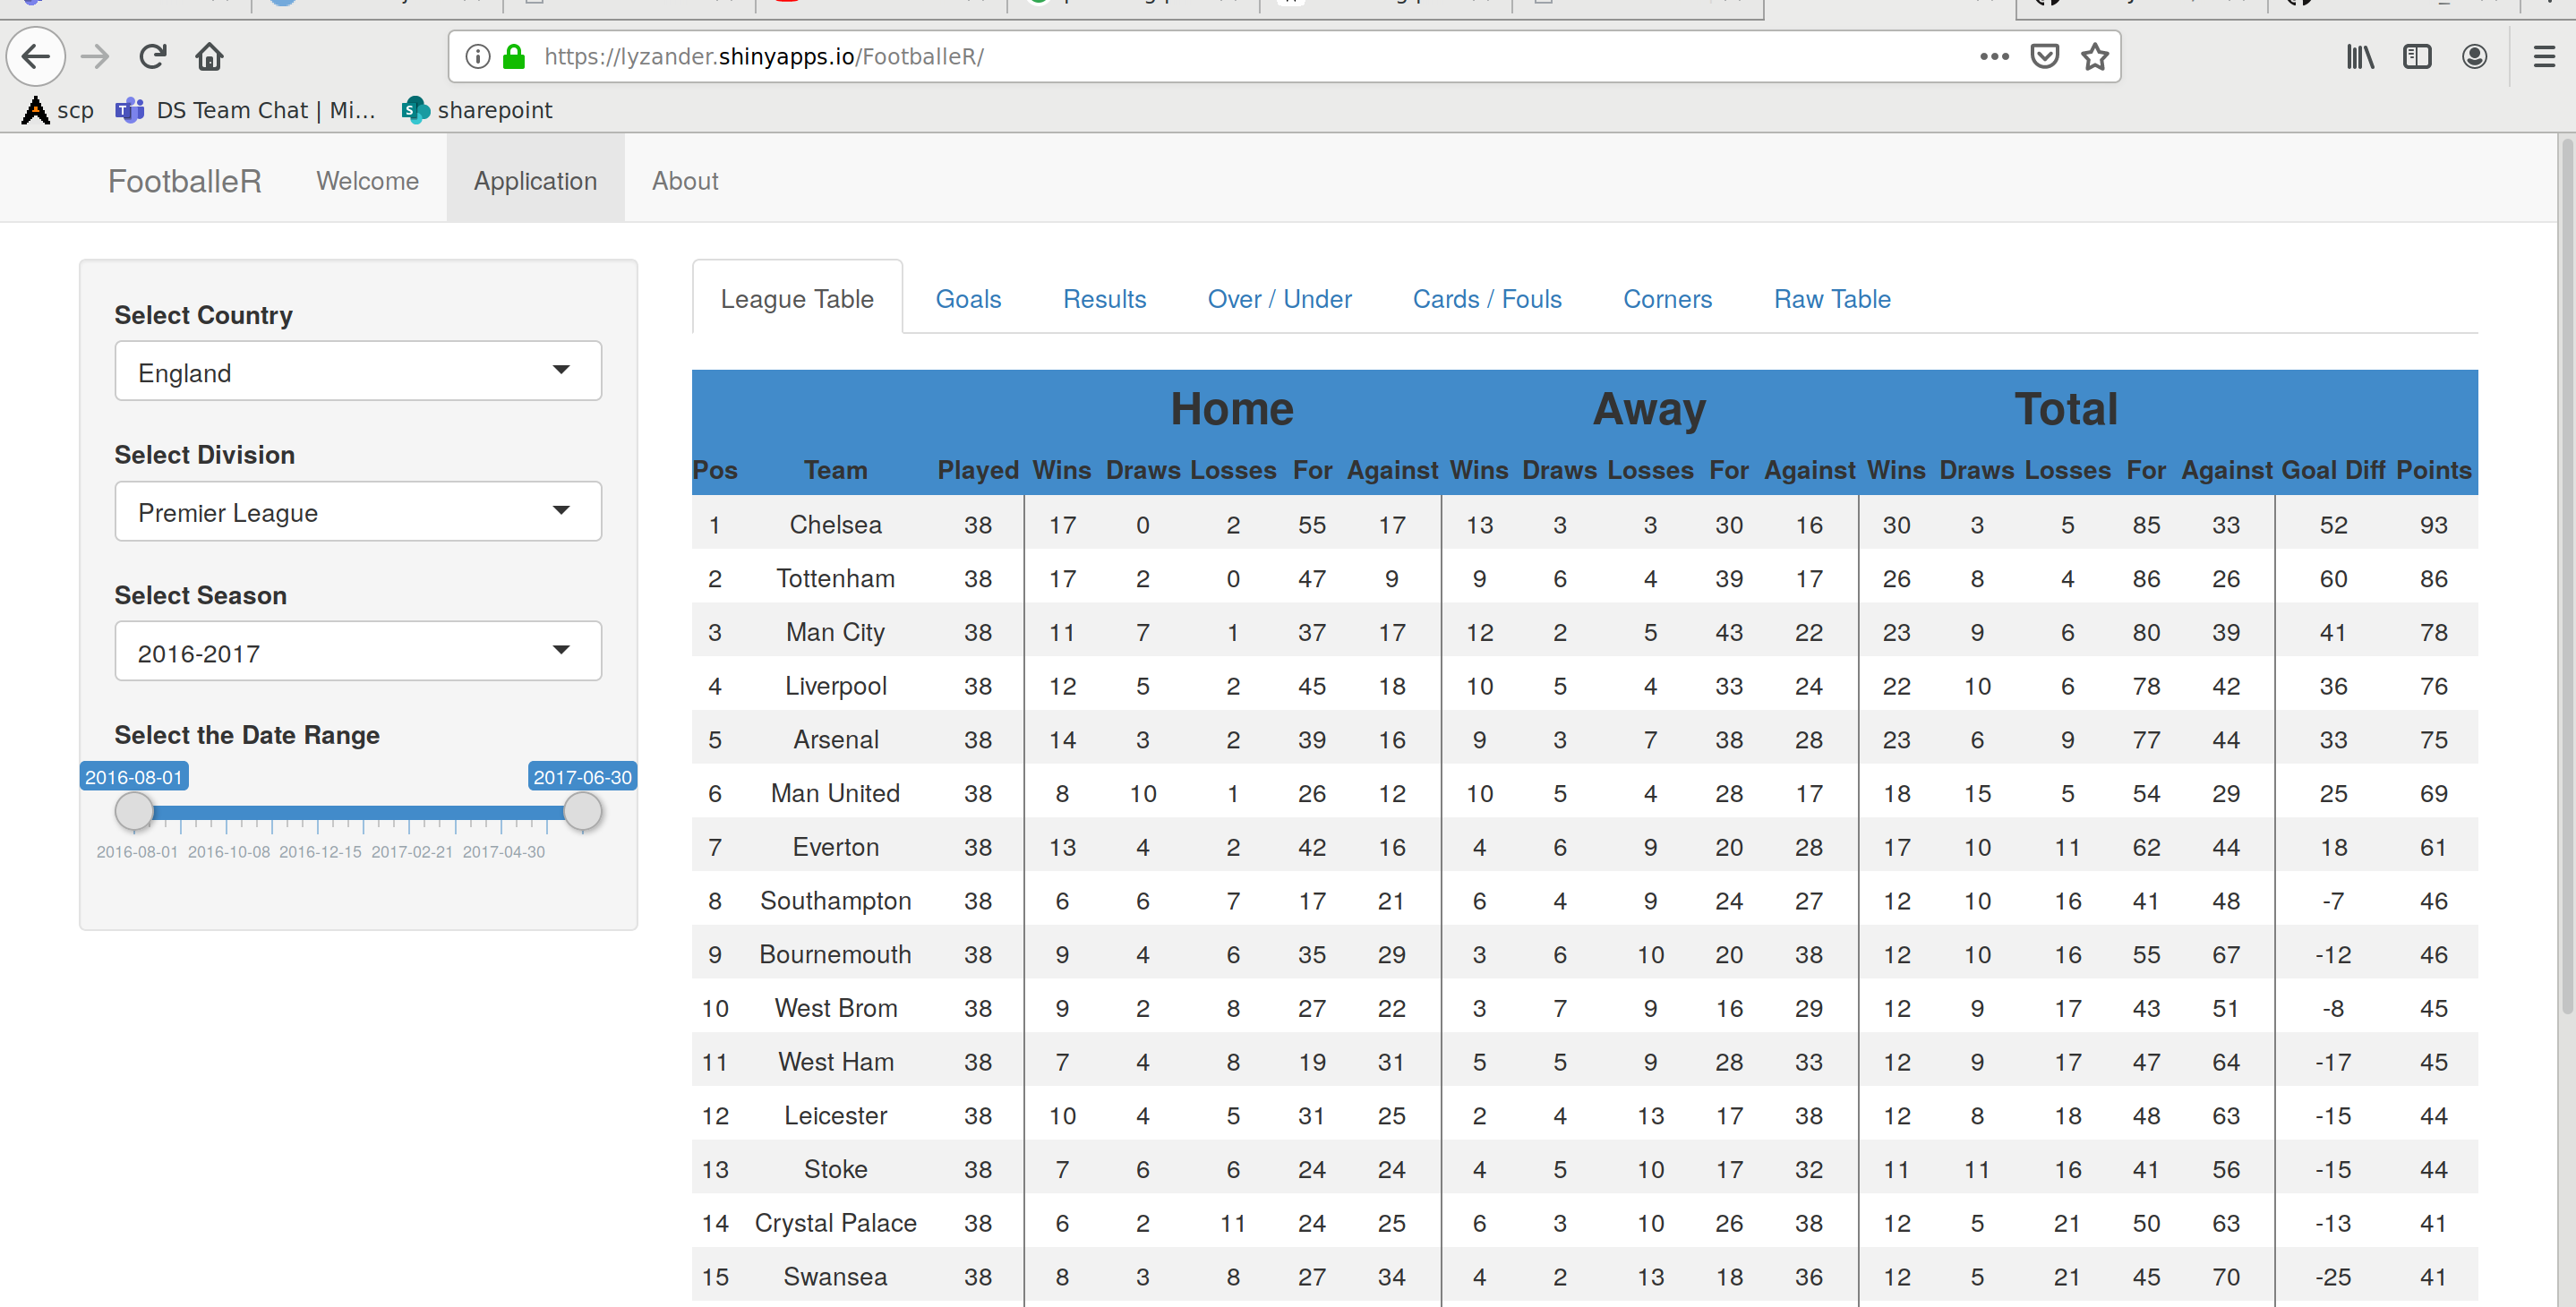 https://lyzander.shinyapps.io/FootballeR/
scp DS Team Chat | Mi... sharepoint
FootballeR Welcome Application About
Select Country
England
Select Division
Premier League
Select Season
2016-2017
Select the Date Range
2016-08-01 2017-06-30
2016-08-01 2016-10-08 2016-12-15 2017-02-21 2017-04-30
League Table Goals Results Over / Under Cards / Fouls Corners Raw Table
Home Away Total
Pos Team Played Wins Draws Losses For Against Wins Draws Losses For Against Wins Draws Losses For Against Goal Diff Points
1 Chelsea 38 17 0 2 55 17 13 3 3 30 16 30 3 5 85 33 52 93
2 Tottenham 38 17 2 0 47 9 9 6 4 39 17 26 8 4 86 26 60 86
3 Man City 38 11 7 1 37 17 12 2 5 43 22 23 9 6 80 39 41 78
4 Liverpool 38 12 5 2 45 18 10 5 4 33 24 22 10 6 78 42 36 76
5 Arsenal 38 14 3 2 39 16 9 3 7 38 28 23 6 9 77 44 33 75
6 Man United 38 8 10 1 26 12 10 5 4 28 17 18 15 5 54 29 25 69
7 Everton 38 13 4 2 42 16 4 6 9 20 28 17 10 11 62 44 18 61
8 Southampton 38 6 6 7 17 21 6 4 9 24 27 12 10 16 41 48 -7 46
9 Bournemouth 38 9 4 6 35 29 3 6 10 20 38 12 10 16 55 67 -12 46
10 West Brom 38 9 2 8 27 22 3 7 9 16 29 12 9 17 43 51 -8 45
11 West Ham 38 7 4 8 19 31 5 5 9 28 33 12 9 17 47 64 -17 45
12 Leicester 38 10 4 5 31 25 2 4 13 17 38 12 8 18 48 63 -15 44
13 Stoke 38 7 6 6 24 24 4 5 10 17 32 11 11 16 41 56 -15 44
14 Crystal Palace 38 6 2 11 24 25 6 3 10 26 38 12 5 21 50 63 -13 41
15 Swansea 38 8 3 8 27 34 4 2 13 18 36 12 5 21 45 70 -25 41